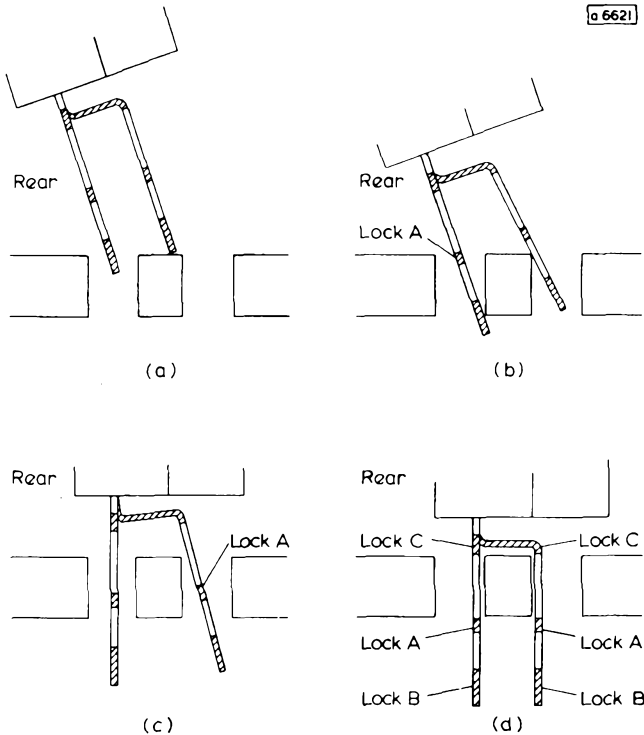 a 6621
Rear
Rear
Lock A
(a)
(b)
Rear
Lock A
(c)
Rear
Lock C
Lock C
Lock A
Lock A
Lock B
Lock B
(d)